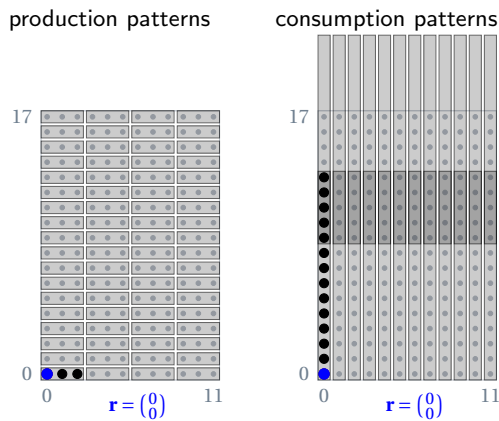 production patterns
consumption patterns
17
17
0
0
0
11
0
11
r = (0 0)
r = (0 0)